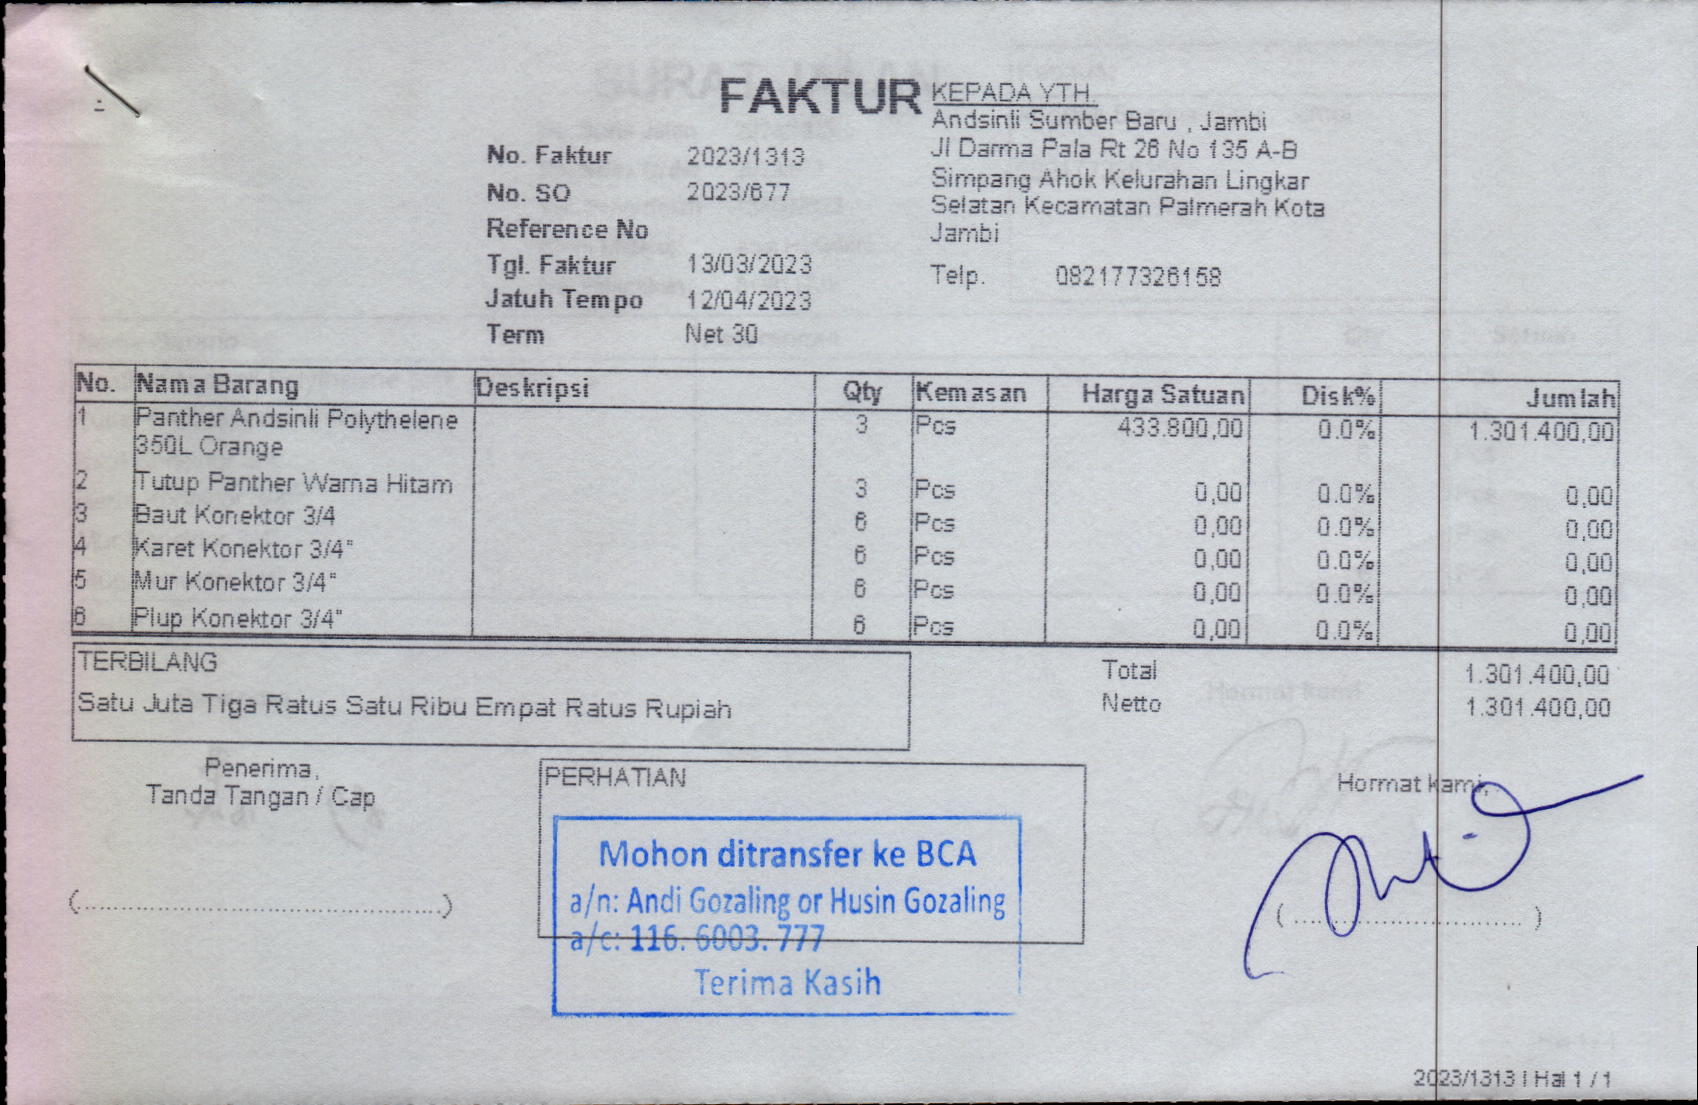 FAKTUR
KEPADA YTH.
Andsinli Sumber Baru , Jambi
Jl Darma Pala Rt 26 No 135 A-B
Simpang Ahok Kelurahan Lingkar
Selatan Kecamatan Palmerah Kota
Jambi
Telp. 082177326158
No. Faktur 2023/1313
No. SO 2023/677
Reference No
Tgl. Faktur 13/03/2023
Jatuh Tempo 12/04/2023
Term Net 30
No. Nama Barang Deskripsi Qty Kemasan Harga Satuan Disk% Jumlah
1 Panther Andsinli Polythelene 3 Pcs 433.800,00 0.0% 1.301.400,00
350L Orange
2 Tutup Panther Warna Hitam 3 Pcs 0,00 0.0% 0,00
3 Baut Konektor 3/4 6 Pcs 0,00 0.0% 0,00
4 Karet Konektor 3/4" 6 Pcs 0,00 0.0% 0,00
5 Mur Konektor 3/4" 6 Pcs 0,00 0.0% 0,00
6 Plup Konektor 3/4" 6 Pcs 0,00 0.0% 0,00
TERBILANG
Satu Juta Tiga Ratus Satu Ribu Empat Ratus Rupiah
Total 1.301.400,00
Netto 1.301.400,00
Penerima,
Tanda Tangan / Cap
(..........................................)
PERHATIAN
Mohon ditransfer ke BCA
a/n: Andi Gozaling or Husin Gozaling
a/c: 116. 6003. 777
Terima Kasih
Hormat kami,
( .......................... )
2023/1313 | Hal 1 / 1